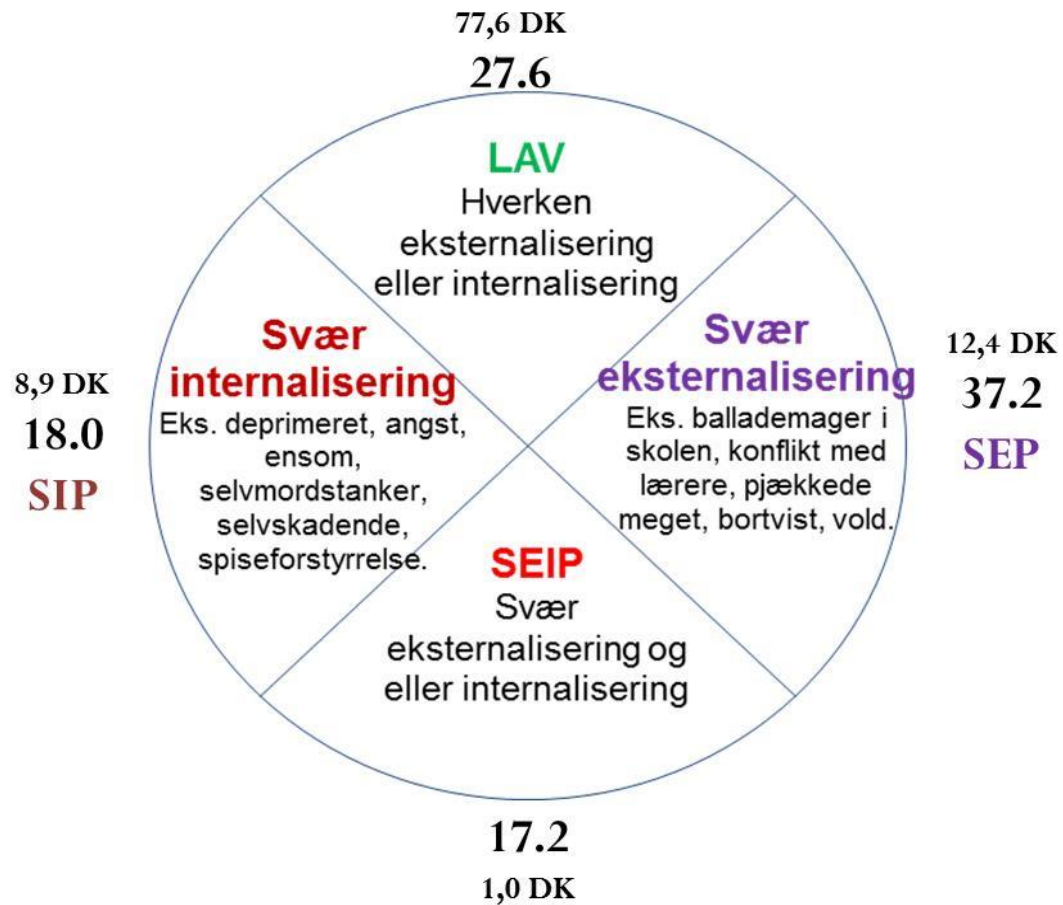 77,6 DK
27.6
LAV
Hverken
eksternalisering
eller internalisering
Svær
internalisering
Eks. deprimeret, angst,
ensom,
selvmordstanker,
selvskadende,
spiseforstyrrelse.
8,9 DK
18.0
SIP
Svær
eksternalisering
Eks. ballademager i
skolen, konflikt med
lærere, pjækkede
meget, bortvist, vold.
12,4 DK
37.2
SEP
SEIP
Svær
eksternalisering og
eller internalisering
17.2
1,0 DK